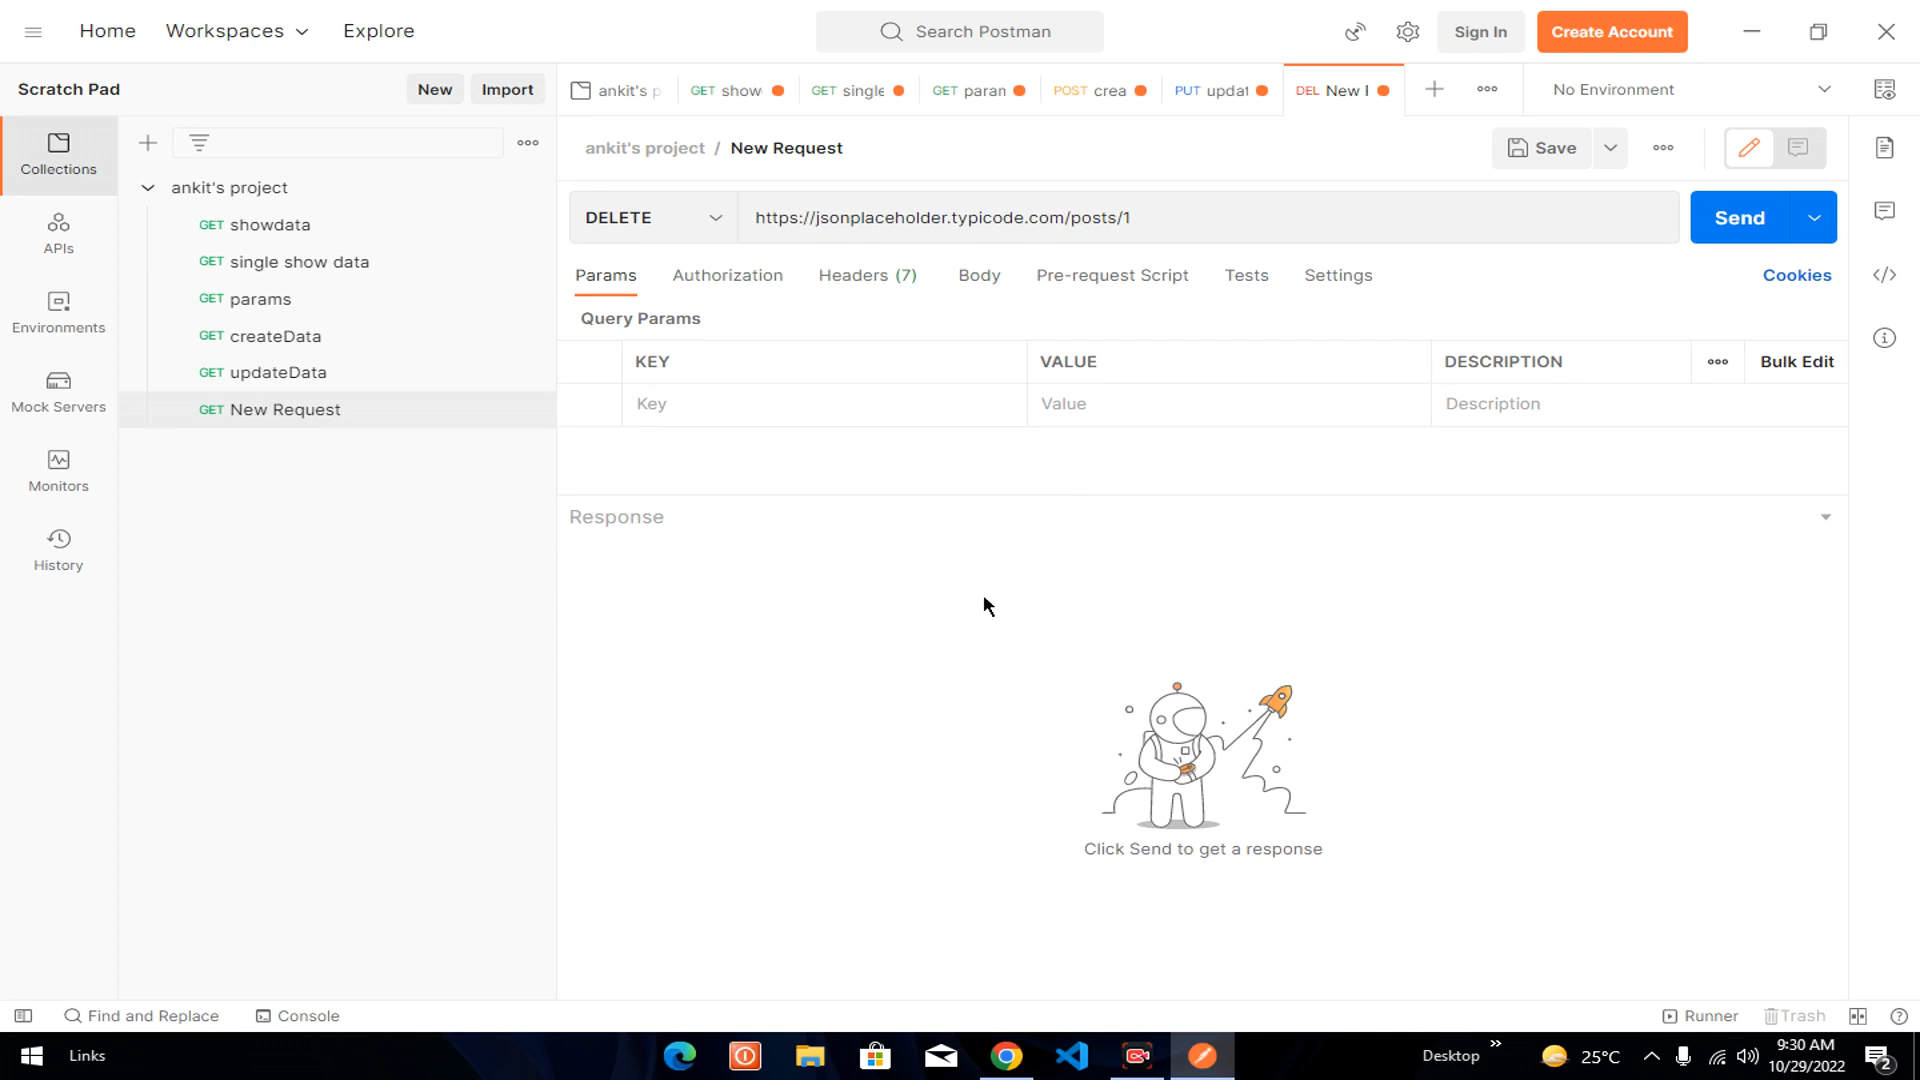 Home Workspaces Explore Search Postman Sign In Create Account
Scratch Pad New Import ankit's p GET show GET single GET paran POST crea PUT updat DEL New No Environment
Collections
APIs
Environments
Mock Servers
Monitors
History
ankit's project
GET showdata
GET single show data
GET params
GET createData
GET updateData
GET New Request
ankit's project / New Request Save
DELETE https://jsonplaceholder.typicode.com/posts/1 Send
Params Authorization Headers (7) Body Pre-request Script Tests Settings Cookies
Query Params
KEY VALUE DESCRIPTION Bulk Edit
Key Value Description
Response
Click Send to get a response
Find and Replace Console Runner Trash
Links Desktop 25°C 9:30 AM
10/29/2022 2